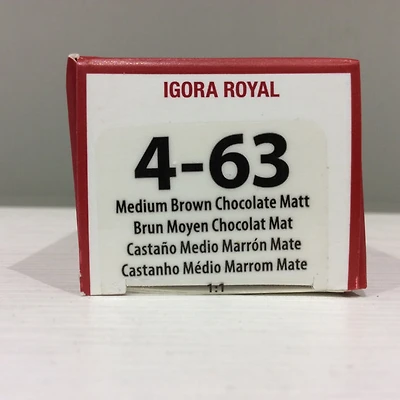 IGORA ROYAL
4-63
Medium Brown Chocolate Matt
Brun Moyen Chocolat Mat
Castaño Medio Marrón Mate
Castanho Médio Marrom Mate
1:1